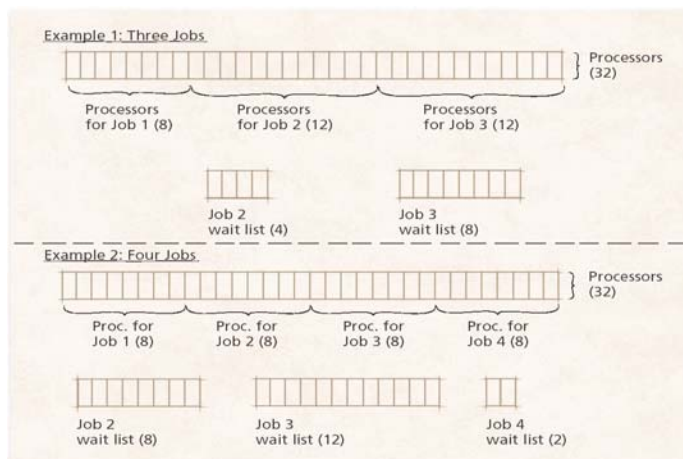 Example 1: Three Jobs
Processors
(32)
Processors
for Job 1 (8)
Processors
for Job 2 (12)
Processors
for Job 3 (12)
Job 2
wait list (4)
Job 3
wait list (8)
Example 2: Four Jobs
Processors
(32)
Proc. for
Job 1 (8)
Proc. for
Job 2 (8)
Proc. for
Job 3 (8)
Proc. for
Job 4 (8)
Job 2
wait list (8)
Job 3
wait list (12)
Job 4
wait list (2)